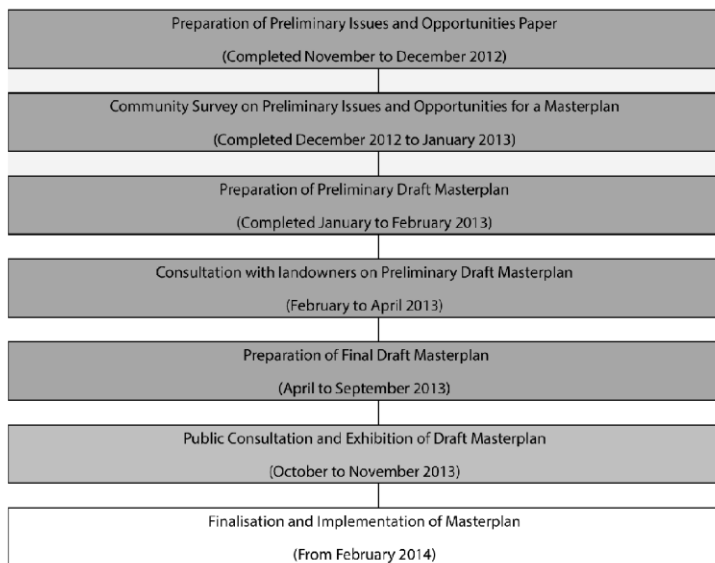 Preparation of Preliminary Issues and Opportunities Paper
(Completed November to December 2012)
Community Survey on Preliminary Issues and Opportunities for a Masterplan
(Completed December 2012 to January 2013)
Preparation of Preliminary Draft Masterplan
(Completed January to February 2013)
Consultation with landowners on Preliminary Draft Masterplan
(February to April 2013)
Preparation of Final Draft Masterplan
(April to September 2013)
Public Consultation and Exhibition of Draft Masterplan
(October to November 2013)
Finalisation and Implementation of Masterplan
(From February 2014)